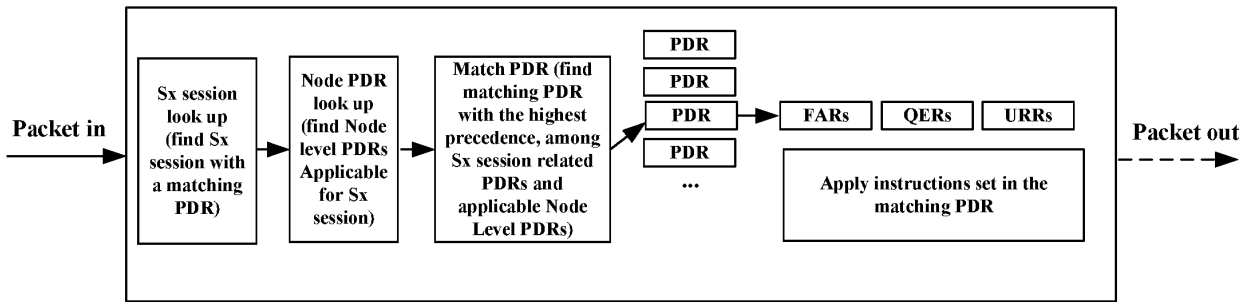 Packet in
Sx session
look up
(find Sx
session with
a matching
PDR)
Node PDR
look up
(find Node
level PDRs
Applicable
for Sx
session)
Match PDR (find
matching PDR
with the highest
precedence, among
Sx session related
PDRs and
applicable Node
Level PDRs)
PDR
PDR
PDR
PDR
...
FARs
QERs
URRs
Apply instructions set in the
matching PDR
Packet out